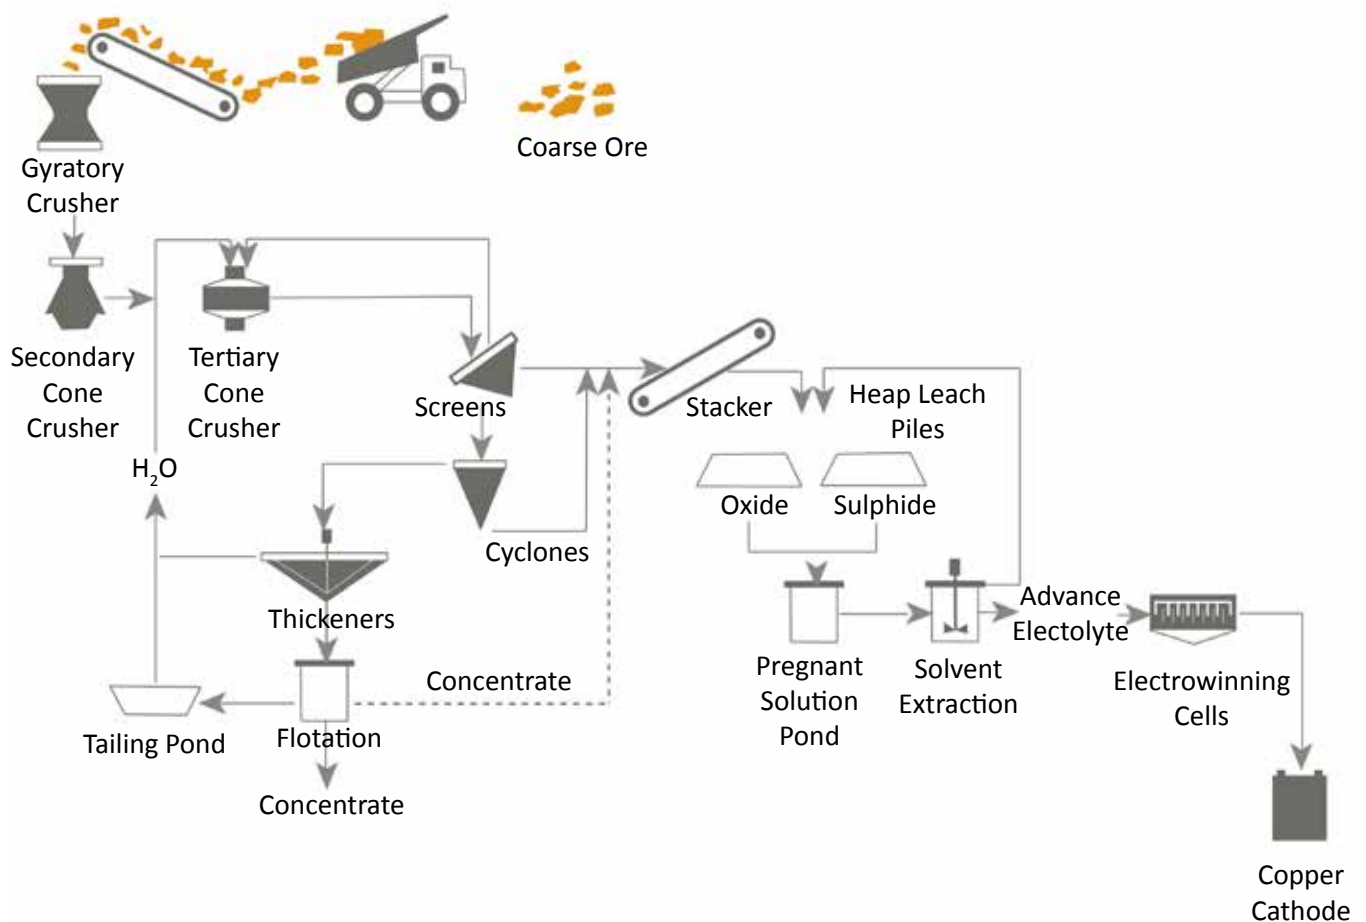 Coarse Ore
Gyratory
Crusher
Secondary
Cone
Crusher
Tertiary
Cone
Crusher
Screens
Stacker
Heap Leach
Piles
H₂O
Oxide
Sulphide
Cyclones
Thickeners
Advance
Electolyte
Pregnant
Solution
Pond
Solvent
Extraction
Electrowinning
Cells
Concentrate
Tailing Pond
Flotation
Concentrate
Copper
Cathode